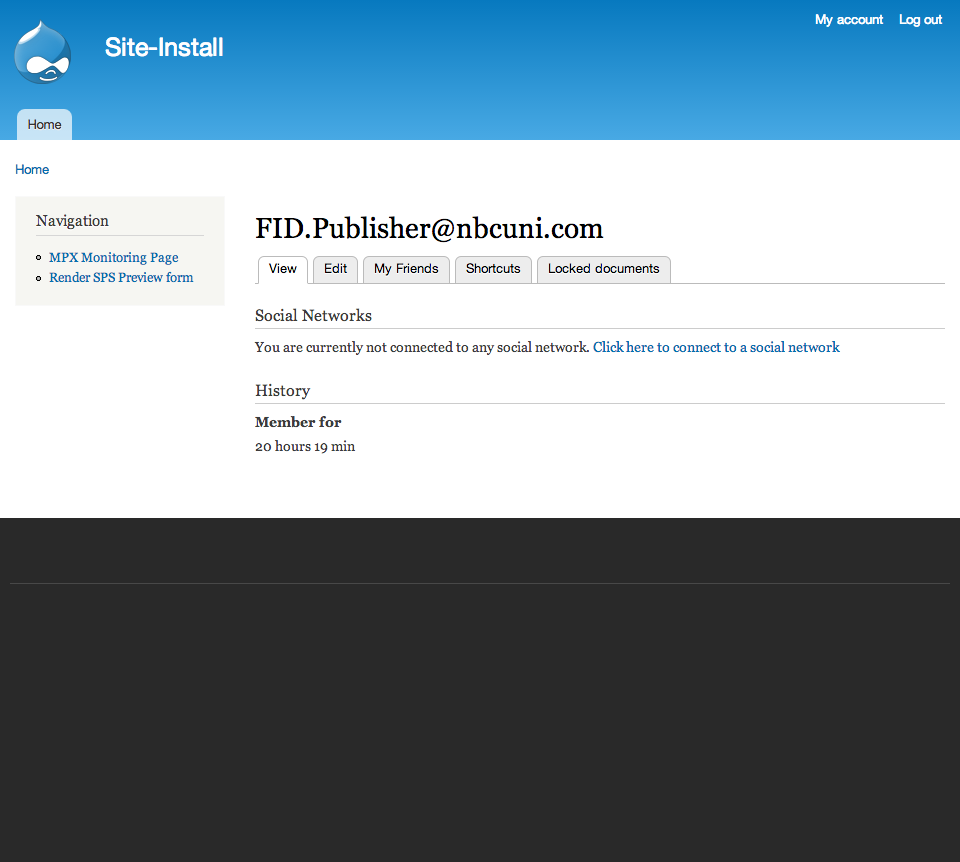 My account Log out
Site-Install
Home
Home
Navigation
MPX Monitoring Page
Render SPS Preview form
FID.Publisher@nbcuni.com
View Edit My Friends Shortcuts Locked documents
Social Networks
You are currently not connected to any social network. Click here to connect to a social network
History
Member for
20 hours 19 min